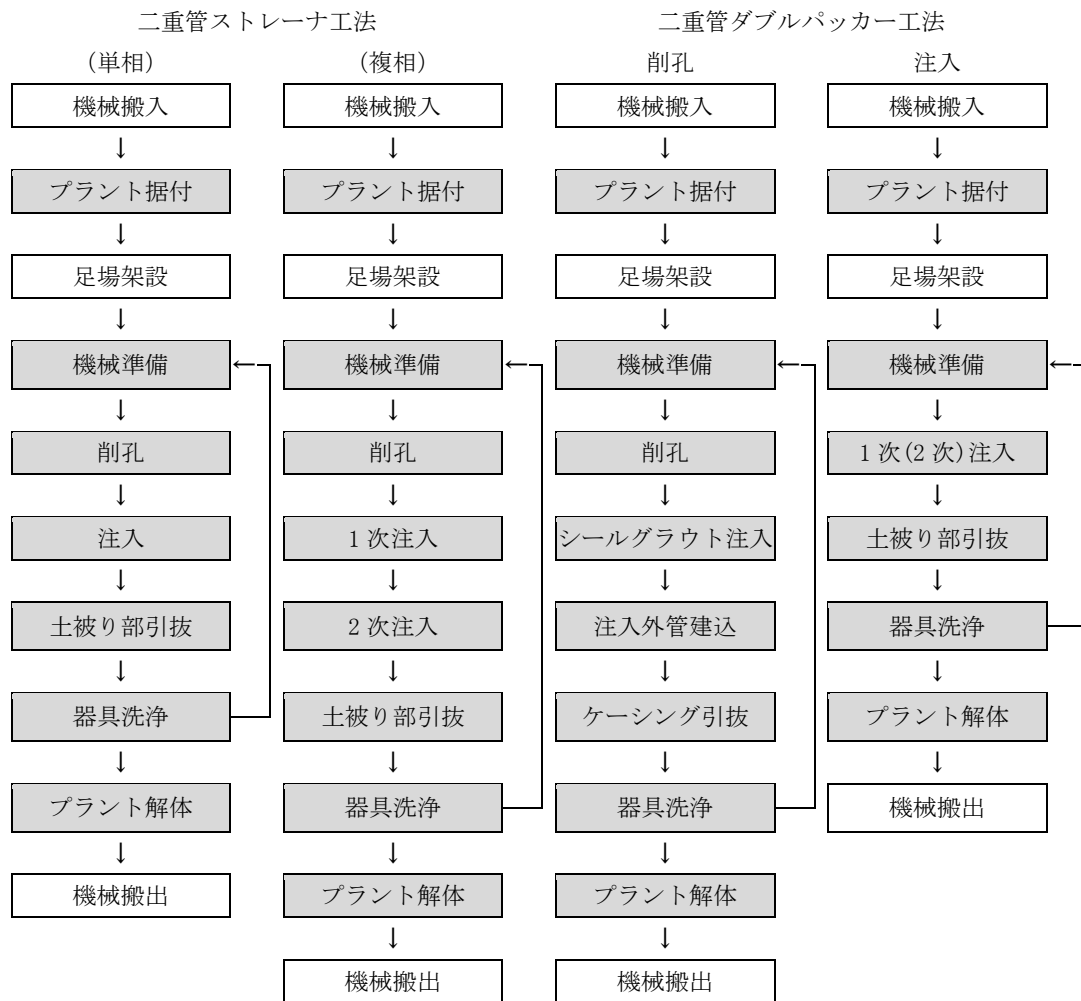 二重管ストレーナ工法
(単相)
機械搬入
↓
プラント据付
↓
足場架設
↓
機械準備
↓
削孔
↓
注入
↓
土被り部引抜
↓
器具洗浄
↓
プラント解体
↓
機械搬出
(複相)
機械搬入
↓
プラント据付
↓
足場架設
↓
機械準備
↓
削孔
↓
1次注入
↓
2次注入
↓
土被り部引抜
↓
器具洗浄
↓
プラント解体
↓
機械搬出
二重管ダブルパッカー工法
削孔
機械搬入
↓
プラント据付
↓
足場架設
↓
機械準備
↓
削孔
↓
シールグラウト注入
↓
注入外管建込
↓
ケーシング引抜
↓
器具洗浄
↓
プラント解体
↓
機械搬出
注入
機械搬入
↓
プラント据付
↓
足場架設
↓
機械準備
↓
1次(2次)注入
↓
土被り部引抜
↓
器具洗浄
↓
プラント解体
↓
機械搬出